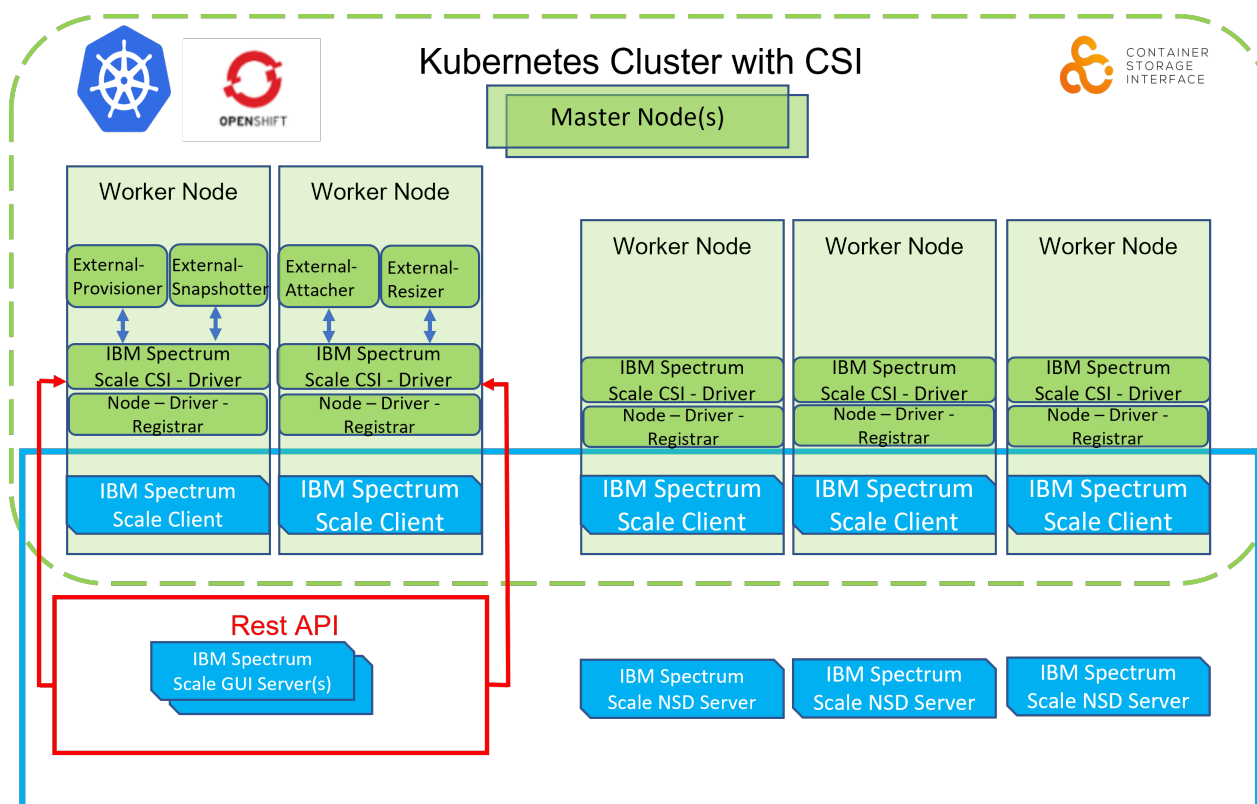 Kubernetes Cluster with CSI
OPENSHIFT
CONTAINER
STORAGE
INTERFACE
Master Node(s)
Worker Node
External-
Provisioner
External-
Snapshotter
IBM Spectrum
Scale CSI - Driver
Node – Driver -
Registrar
IBM Spectrum
Scale Client
Worker Node
External-
Attacher
External-
Resizer
IBM Spectrum
Scale CSI - Driver
Node – Driver -
Registrar
IBM Spectrum
Scale Client
Worker Node
IBM Spectrum
Scale CSI - Driver
Node – Driver -
Registrar
IBM Spectrum
Scale Client
Worker Node
IBM Spectrum
Scale CSI - Driver
Node – Driver -
Registrar
IBM Spectrum
Scale Client
Worker Node
IBM Spectrum
Scale CSI - Driver
Node – Driver -
Registrar
IBM Spectrum
Scale Client
Rest API
IBM Spectrum
Scale GUI Server(s)
IBM Spectrum
Scale NSD Server
IBM Spectrum
Scale NSD Server
IBM Spectrum
Scale NSD Server